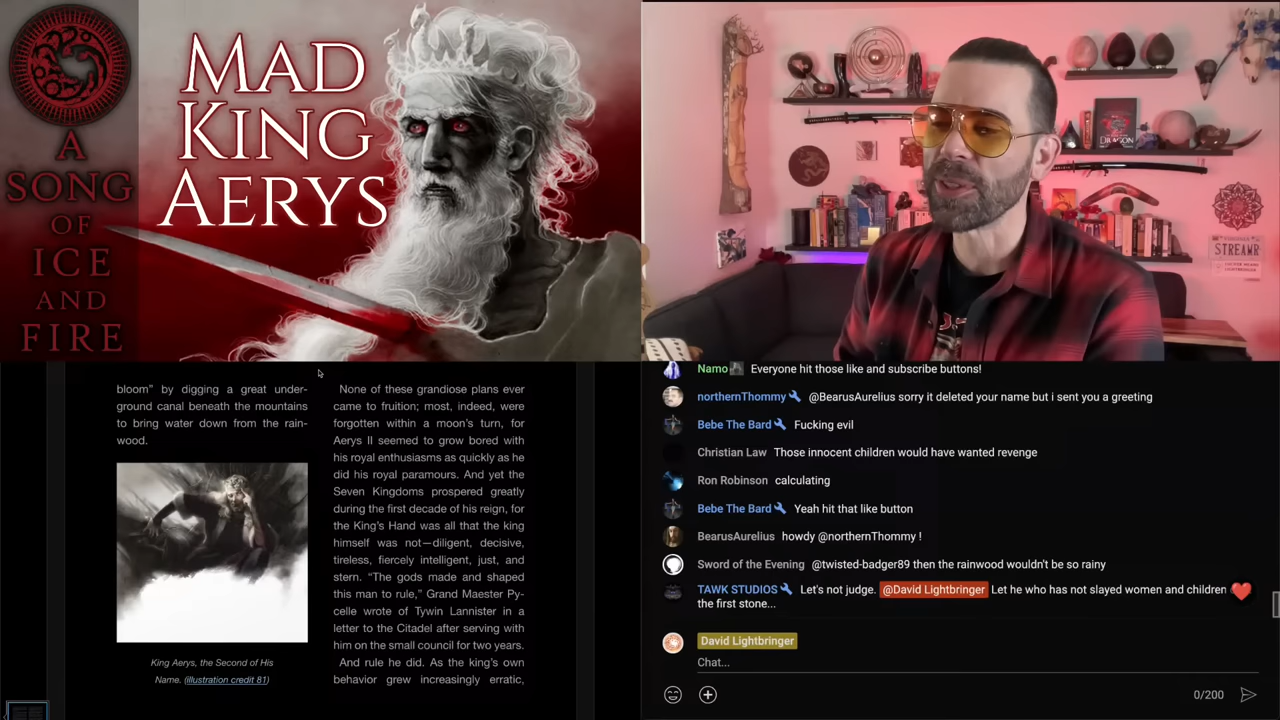 A
SONG
OF
ICE
AND
FIRE
MAD
KING
AERYS
DRAGON
STREAWR
LUCIFER MEANS
LIGHTBRINGER
bloom” by digging a great under-
ground canal beneath the mountains
to bring water down from the rain-
wood.
King Aerys, the Second of His
Name. (illustration credit 81)
None of these grandiose plans ever
came to fruition; most, indeed, were
forgotten within a moon’s turn, for
Aerys II seemed to grow bored with
his royal enthusiasms as quickly as he
did his royal paramours. And yet the
Seven Kingdoms prospered greatly
during the first decade of his reign, for
the King’s Hand was all that the king
himself was not—diligent, decisive,
tireless, fiercely intelligent, just, and
stern. “The gods made and shaped
this man to rule,” Grand Maester Py-
celle wrote of Tywin Lannister in a
letter to the Citadel after serving with
him on the small council for two years.
And rule he did. As the king’s own
behavior grew increasingly erratic,
Namo Everyone hit those like and subscribe buttons!
northernThommy @BearusAurelius sorry it deleted your name but i sent you a greeting
Bebe The Bard Fucking evil
Christian Law Those innocent children would have wanted revenge
Ron Robinson calculating
Bebe The Bard Yeah hit that like button
BearusAurelius howdy @northernThommy !
Sword of the Evening @twisted-badger89 then the rainwood wouldn't be so rainy
TAWK STUDIOS Let's not judge. @David Lightbringer Let he who has not slayed women and children
the first stone...
David Lightbringer
Chat...
0/200